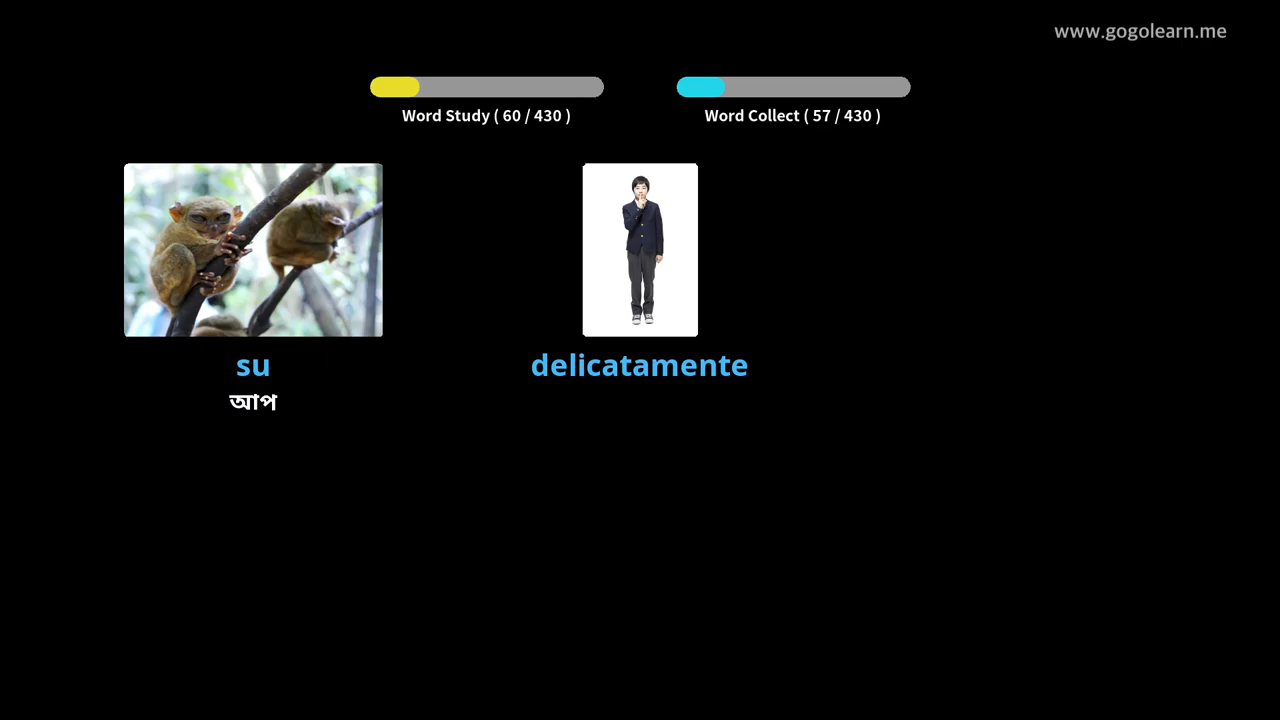 www.gogolearn.me
Word Study ( 60 / 430 )
Word Collect ( 57 / 430 )
su
আপ
delicatamente